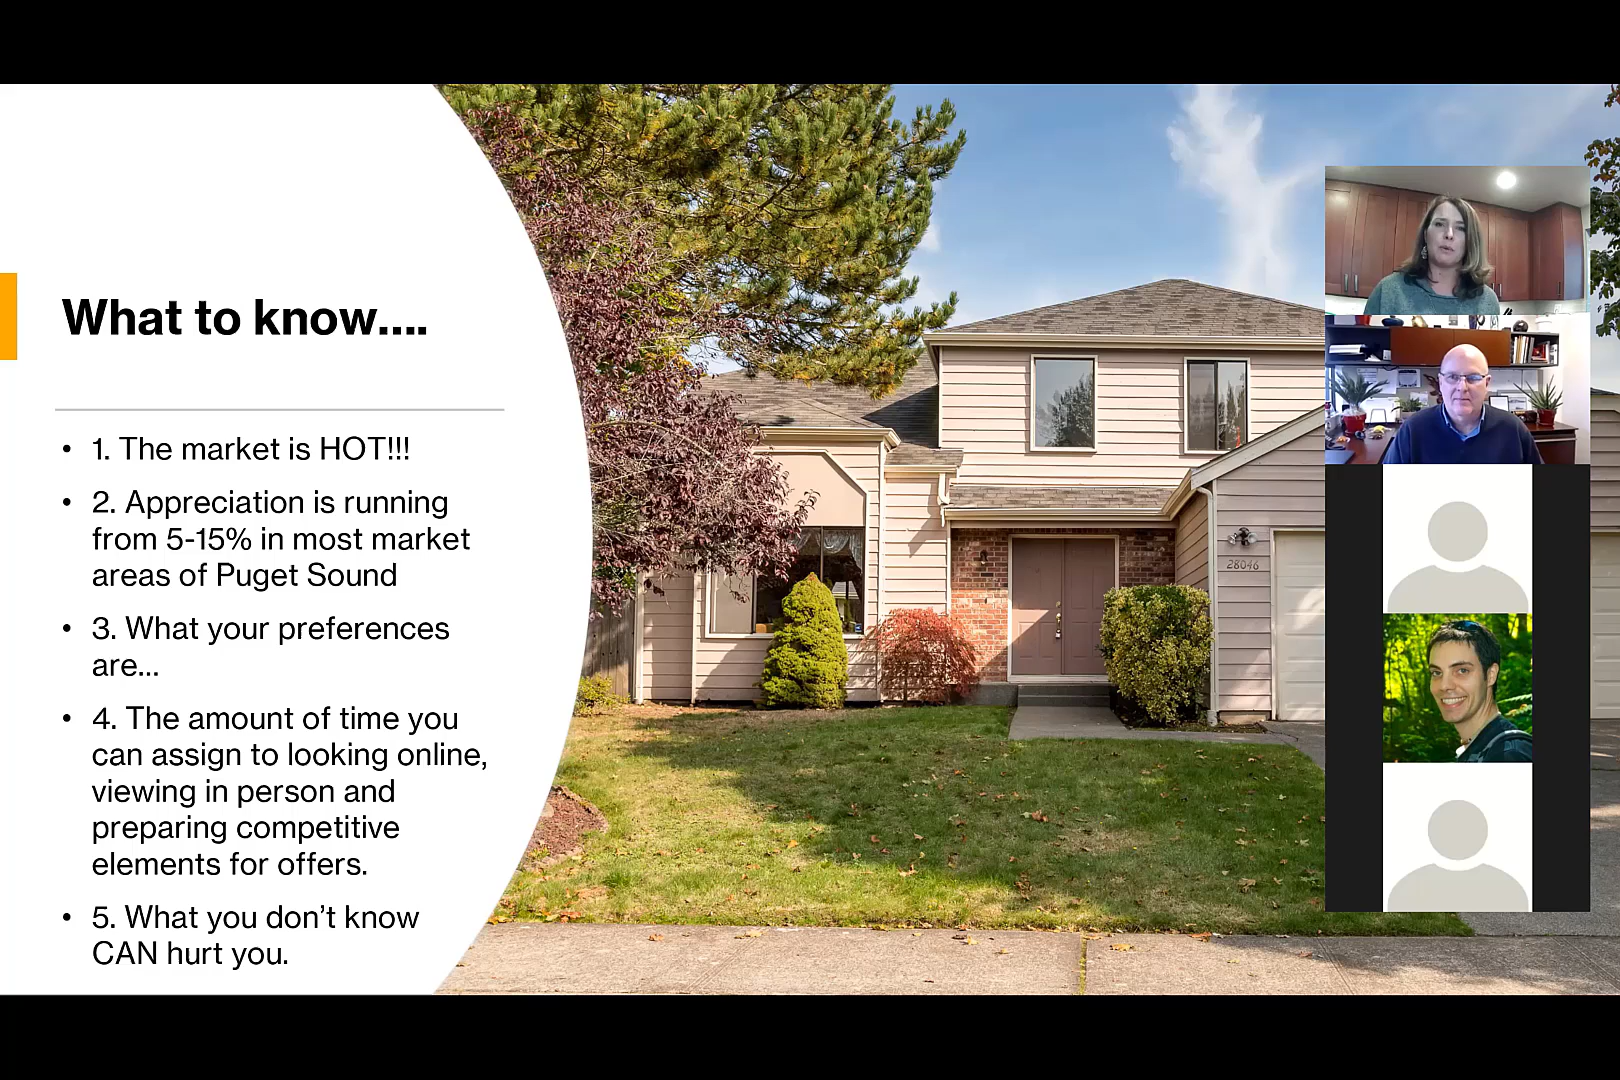 What to know....
• 1. The market is HOT!!!
• 2. Appreciation is running
from 5-15% in most market
areas of Puget Sound
• 3. What your preferences
are...
• 4. The amount of time you
can assign to looking online,
viewing in person and
preparing competitive
elements for offers.
• 5. What you don’t know
CAN hurt you.
28046